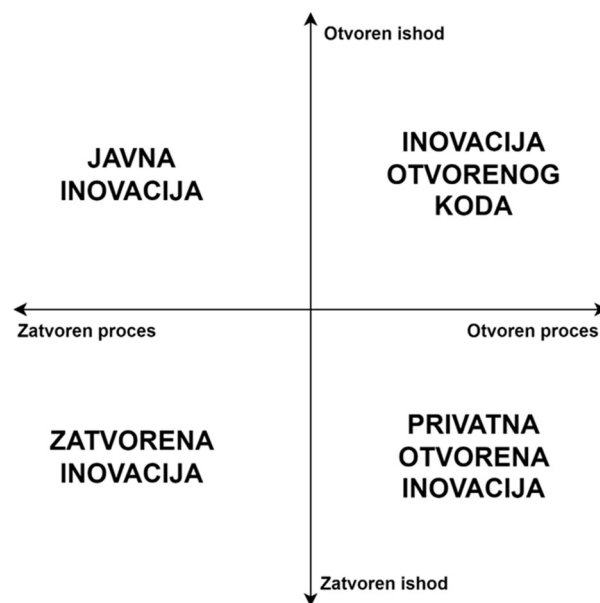 Otvoren ishod
JAVNA
INOVACIJA
INOVACIJA
OTVORENOG
KODA
Zatvoren proces
Otvoren proces
ZATVORENA
INOVACIJA
PRIVATNA
OTVORENA
INOVACIJA
Zatvoren ishod